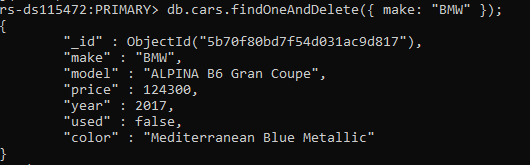 rs-ds115472:PRIMARY> db.cars.findOneAndDelete({ make: "BMW" });
{
"_id" : ObjectId("5b70f80bd7f54d031ac9d817"),
"make" : "BMW",
"model" : "ALPINA B6 Gran Coupe",
"price" : 124300,
"year" : 2017,
"used" : false,
"color" : "Mediterranean Blue Metallic"
}